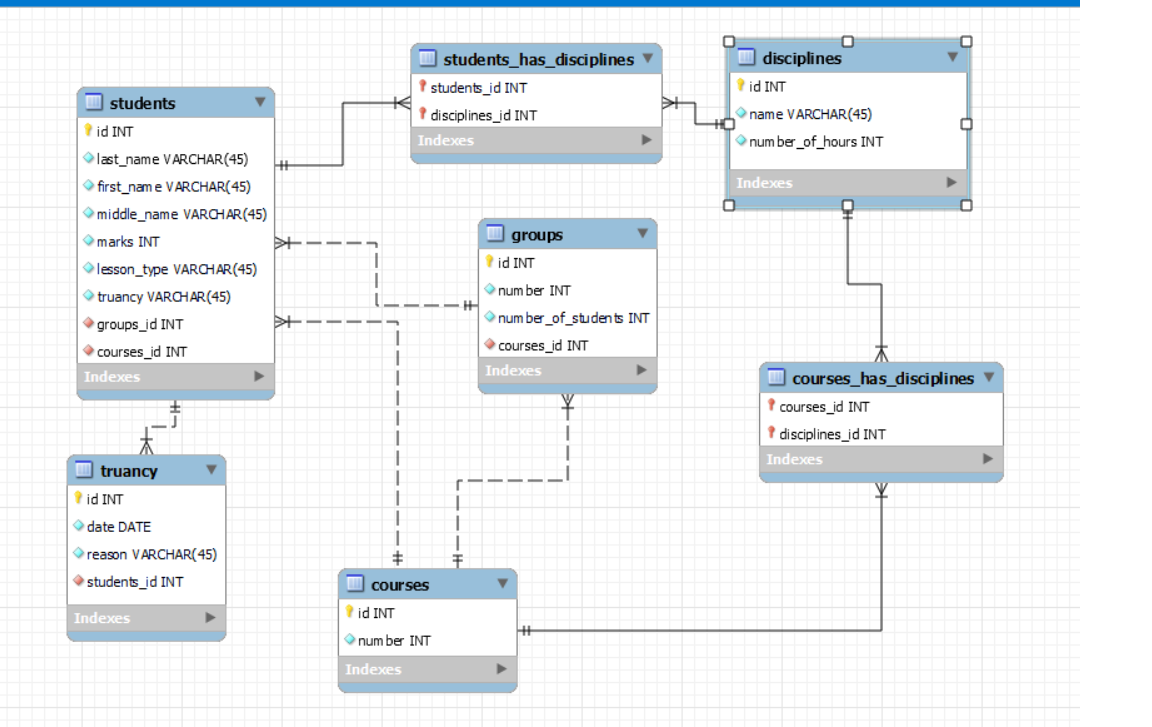 students_has_disciplines
students_id INT
disciplines_id INT
Indexes
disciplines
id INT
name VARCHAR(45)
number_of_hours INT
Indexes
students
id INT
last_name VARCHAR(45)
first_name VARCHAR(45)
middle_name VARCHAR(45)
marks INT
lesson_type VARCHAR(45)
truancy VARCHAR(45)
groups_id INT
courses_id INT
Indexes
groups
id INT
number INT
number_of_students INT
courses_id INT
Indexes
courses_has_disciplines
courses_id INT
disciplines_id INT
Indexes
truancy
id INT
date DATE
reason VARCHAR(45)
students_id INT
Indexes
courses
id INT
number INT
Indexes